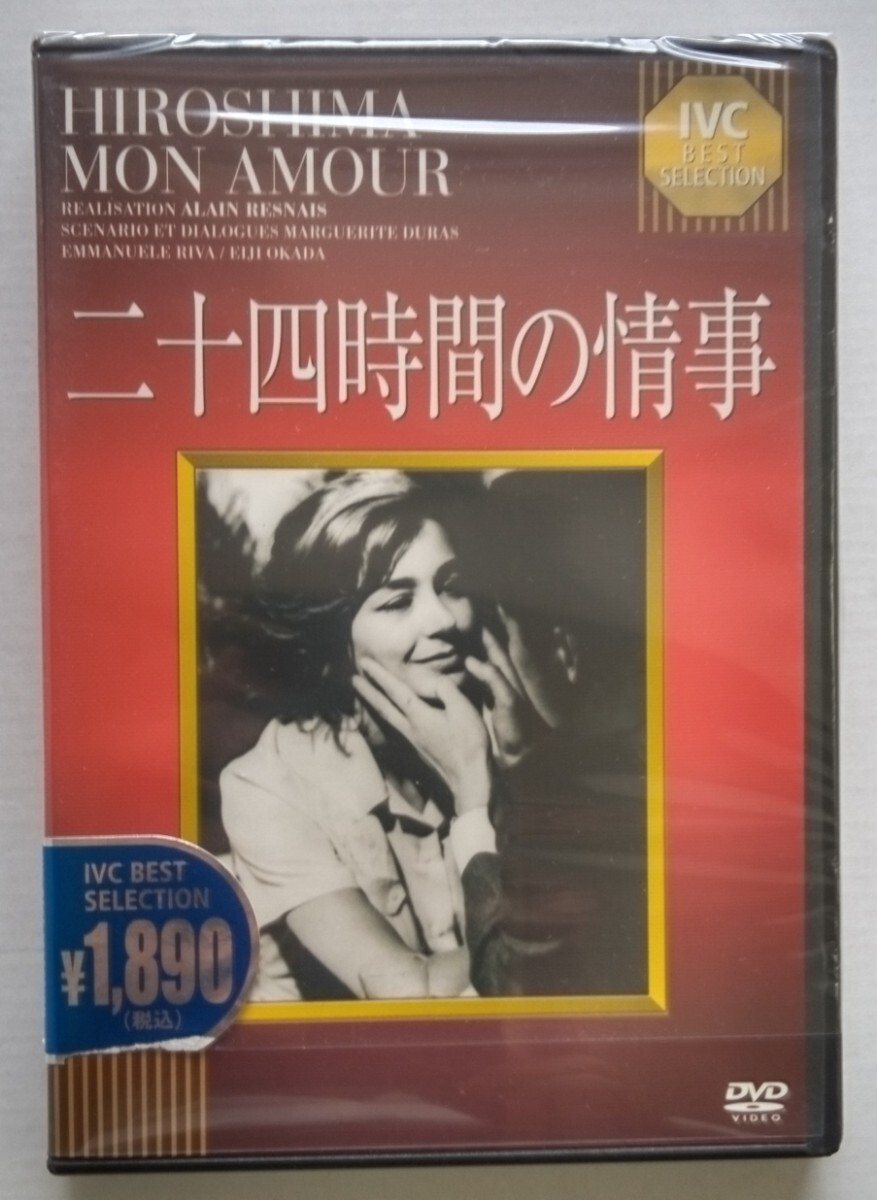 HIROSHIMA
MON AMOUR
REALISATION ALAIN RESNAIS
SCENARIO ET DIALOGUES MARGUERITE DURAS
EMMANUELE RIVA / EIJI OKADA
IVC
BEST
SELECTION
二十四時間の情事
IVC BEST
SELECTION
¥1,890
(税込)
DVD
VIDEO